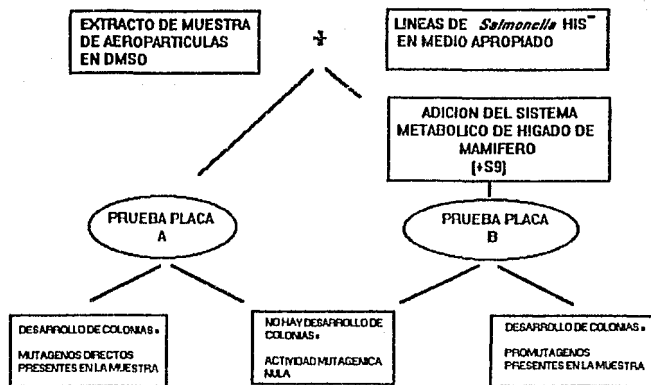 EXTRACTO DE MUESTRA
DE AEROPARTICULAS
EN DMSO
+
LINEAS DE Salmonella HIS⁻
EN MEDIO APROPIADO
ADICION DEL SISTEMA
METABOLICO DE HIGADO DE
MAMIFERO
(+S9)
PRUEBA PLACA
A
PRUEBA PLACA
B
DESARROLLO DE COLONIAS =
MUTAGENOS DIRECTOS
PRESENTES EN LA MUESTRA
NO HAY DESARROLLO DE
COLONIAS =
ACTIVIDAD MUTAGENICA
NULA
DESARROLLO DE COLONIAS =
PROMUTAGENOS
PRESENTES EN LA MUESTRA